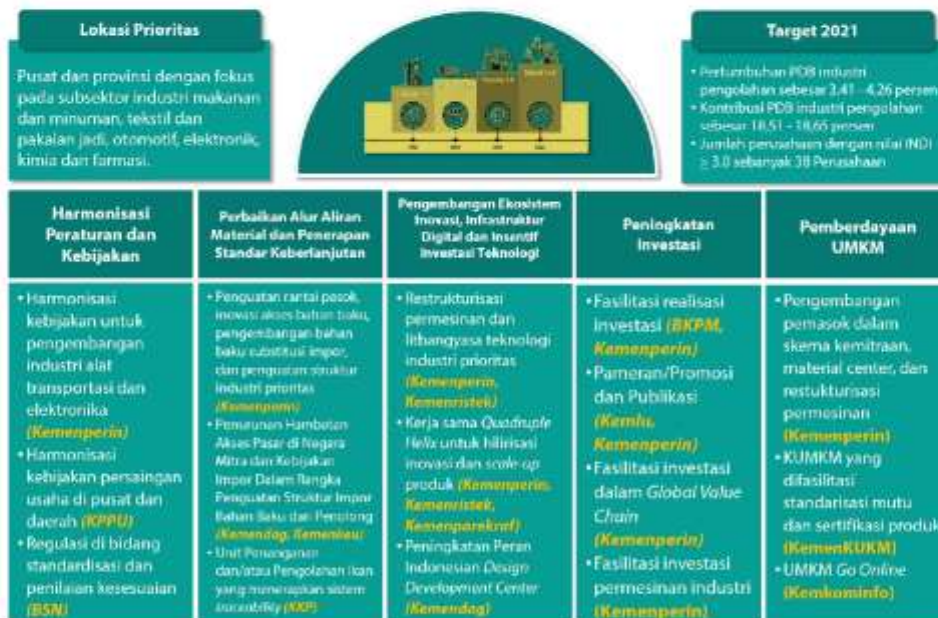 Lokasi Prioritas
Pusat dan provinsi dengan fokus
pada subsektor industri makanan
dan minuman, tekstil dan
pakaian jadi, otomotif, elektronik,
kimia dan farmasi.
Target 2021
• Pertumbuhan PDB industri
pengolahan sebesar 3,41 - 4,26 persen
• Kontribusi PDB industri pengolahan
sebesar 18,51 - 18,65 persen
• Jumlah perusahaan dengan nilai INDI
≥ 3.0 sebanyak 38 Perusahaan
Harmonisasi
Peraturan dan
Kebijakan
• Harmonisasi
kebijakan untuk
pengembangan
industri alat
transportasi dan
elektronika
(Kemenperin)
• Harmonisasi
kebijakan persaingan
usaha di pusat dan
daerah (KPPU)
• Regulasi di bidang
standardisasi dan
penilaian kesesuaian
(BSN)
Perbaikan Alur Aliran
Material dan Penerapan
Standar Keberlanjutan
• Penguatan rantai pasok,
inovasi akses bahan baku,
pengembangan bahan
baku substitusi impor,
dan penguatan struktur
industri prioritas
(Kemenperin)
• Penurunan Hambatan
Akses Pasar di Negara
Mitra dan Kebijakan
Impor Dalam Rangka
Penguatan Struktur Impor
Bahan Baku dan Penolong
(Kemendag, Kemenkeu)
• Unit Penanganan
dan/atau Pengolahan Ikan
yang menerapkan sistem
traceability (KKP)
Pengembangan Ekosistem
Inovasi, Infrastruktur
Digital dan Insentif
Investasi Teknologi
• Restrukturisasi
permesinan dan
litbangyasa teknologi
industri prioritas
(Kemenperin,
Kemenristek)
• Kerja sama Quadruple
Helix untuk hilirisasi
inovasi dan scale-up
produk (Kemenperin,
Kemenristek,
Kemenparekraf)
• Peningkatan Peran
Indonesian Design
Development Center
(Kemendag)
Peningkatan
Investasi
• Fasilitasi realisasi
investasi (BKPM,
Kemenperin)
• Pameran/Promosi
dan Publikasi
(Kemlu,
Kemenperin)
• Fasilitasi investasi
dalam Global Value
Chain
(Kemenperin)
• Fasilitasi investasi
permesinan industri
(Kemenperin)
Pemberdayaan
UMKM
• Pengembangan
pemasok dalam
skema kemitraan,
material center, dan
restukturisasi
permesinan
(Kemenperin)
• KUMKM yang
difasilitasi
standarisasi mutu
dan sertifikasi produk
(KemenKUKM)
• UMKM Go Online
(Kemkominfo)